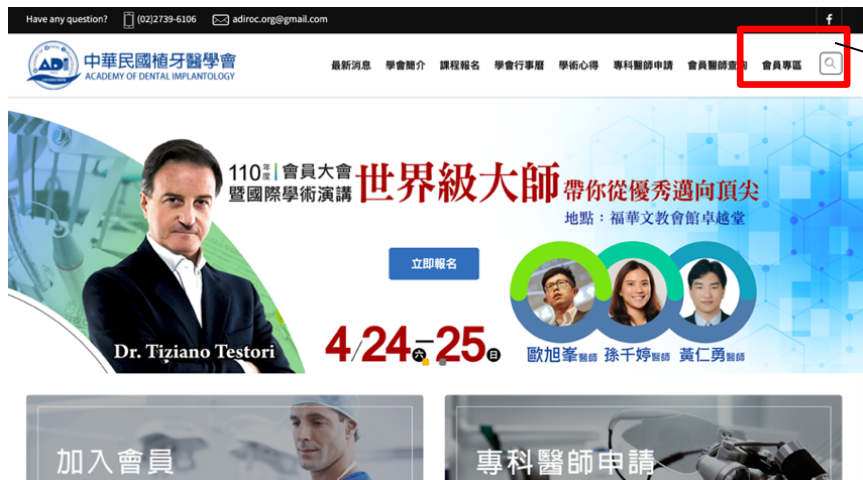 Have any question? (02)2739-6106 adiroc.org@gmail.com f
ADI 中華民國植牙醫學會
ACADEMY OF DENTAL IMPLANTOLOGY
最新消息 學會簡介 課程報名 學會行事曆 學術心得 專科醫師申請 會員醫師查詢 會員專區
110年度 會員大會
暨國際學術演講
世界級大師 帶你從優秀邁向頂尖
地點：福華文教會館卓越堂
立即報名
Dr. Tiziano Testori
4/24六–25日
歐旭峯醫師 孫千婷醫師 黃仁勇醫師
加入會員
專科醫師申請